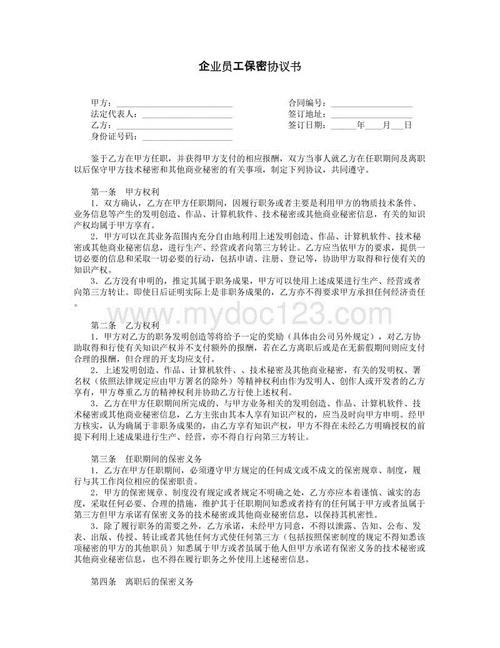 企业员工保密协议书
甲方：______________________ 合同编号：________________
法定代表人：________________ 签订地址：________________
乙方：______________________ 签订日期：______年____月___日
身份证号码：________________
鉴于乙方在甲方任职，并获得甲方支付的相应报酬，双方当事人就乙方在任职期间及离职
以后保守甲方技术秘密和其他商业秘密的有关事项，制定下列协议，共同遵守。
第一条 甲方权利
1．双方确认，乙方在甲方任职期间，因履行职务或者主要是利用甲方的物质技术条件、
业务信息等产生的发明创造、作品、计算机软件、技术秘密或其他商业秘密信息，有关的知识
产权均属于甲方享有。
2．甲方可以在其业务范围内充分自由地利用上述发明创造、作品、计算机软件、技术秘
密或其他商业秘密信息，进行生产、经营或者向第三方转让。乙方应当依甲方的要求，提供一
切必要的信息和采取一切必要的行动，包括申请、注册、登记等，协助甲方取得和行使有关的
知识产权。
3．乙方没有申明的，推定其属于职务成果，甲方可以使用上述成果进行生产、经营或者
向第三方转让。即使日后证明实际上是非职务成果的，乙方亦不得要求甲方承担任何经济责任
。
www.mydoc123.com
第二条 乙方权利
1．甲方对乙方的职务发明创造等将给予一定的奖励（具体由公司另外规定），对乙方协
助取得和行使有关知识产权并不支付额外的报酬，若在乙方离职后或是在无薪假期间则应支付
合理的报酬，但合理的开支均应支付。
2．上述发明创造、作品、计算机软件、、技术秘密及其他商业秘密，有关的发明权、署
名权（依照法律规定应由甲方署名的除外）等精神权利由作为发明人、创作人或开发者的乙方
享有，甲方尊重乙方的精神权利并协助乙方行使上述权利。
3．乙方在甲方任职期间所完成的、与甲方业务相关的发明创造、作品、计算机软件、技
术秘密或其他商业秘密信息，乙方主张由其本人享有知识产权的，应当及时向甲方申明。经甲
方核实，认为确属于非职务成果的，由乙方享有知识产权，甲方不得在未经乙方明确授权的前
提下利用上述成果进行生产、经营，亦不得自行向第三方转让。
第三条 任职期间的保密义务
1．乙方在甲方任职期间，必须遵守甲方规定的任何成文或不成文的保密规章、制度，履
行与其工作岗位相应的保密职责。
2．甲方的保密规章、制度没有规定或者规定不明确之处，乙方亦应本着谨慎、诚实的态
度，采取任何必要、合理的措施，维护其于任职期间知悉或者持有的任何属于甲方或者虽属于
第三方但甲方承诺有保密义务的技术秘密或其他商业秘密信息，以保持其机密性。
3．除了履行职务的需要之外，乙方承诺，未经甲方同意，不得以泄露、告知、公布、发
表、出版、传授、转让或者其他任何方式使任何第三方（包括按照保密制度的规定不得知悉该
项秘密的甲方的其他职员）知悉属于甲方或者虽属于他人但甲方承诺有保密义务的技术秘密或
其他商业秘密信息，也不得在履行职务之外使用上述秘密信息。
第四条 离职后的保密义务